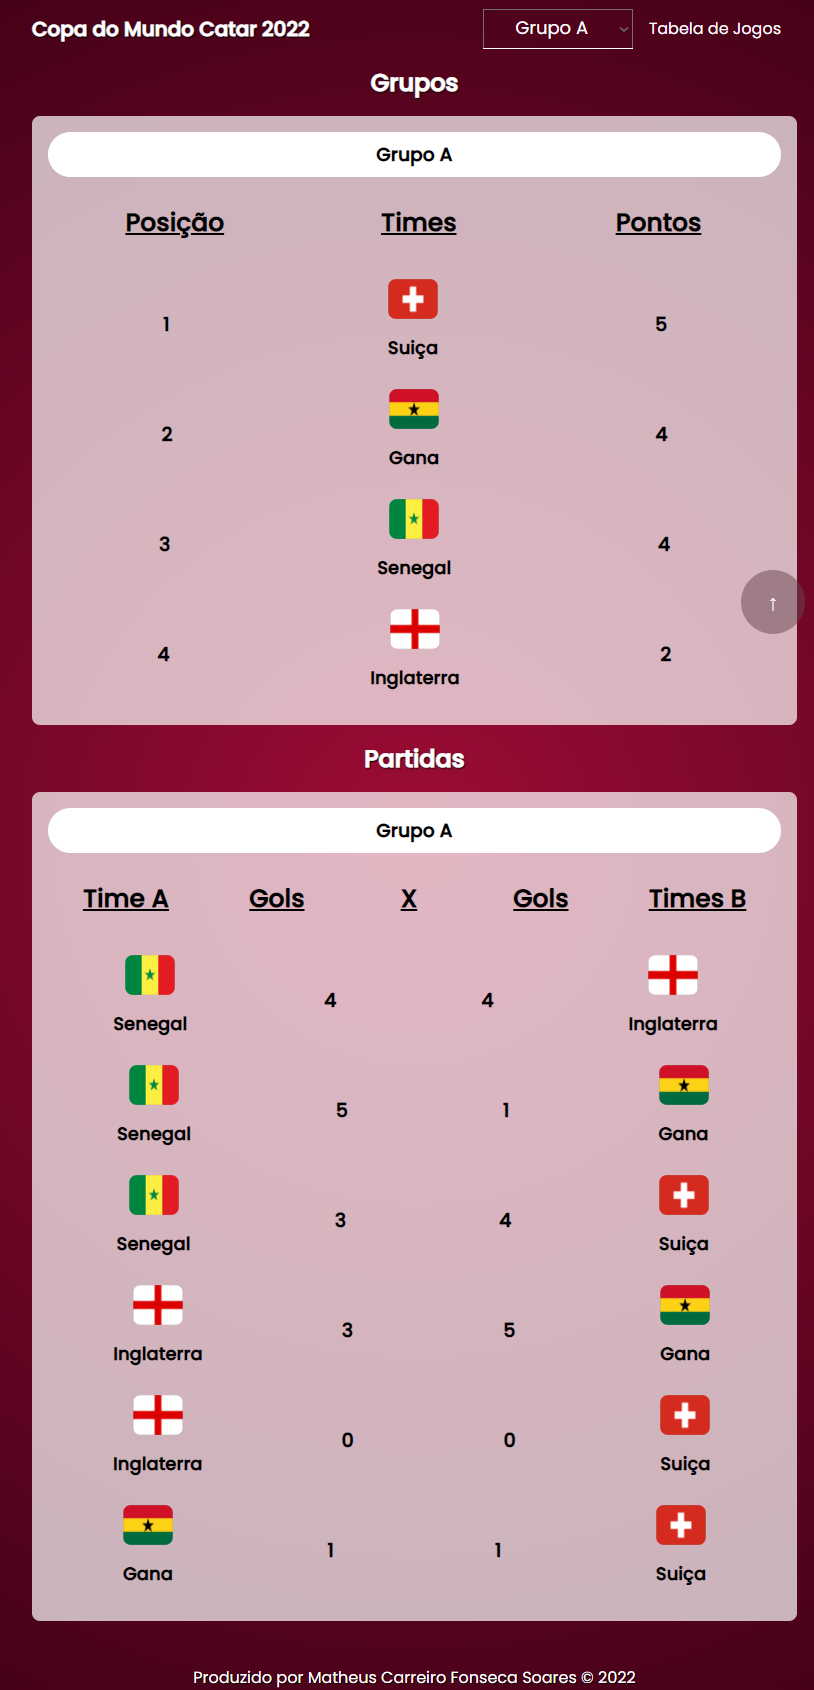 Copa do Mundo Catar 2022 Grupo A Tabela de Jogos
Grupos
Grupo A
Posição Times Pontos
1 Suiça 5
2 Gana 4
3 Senegal 4
↑
4 Inglaterra 2
Partidas
Grupo A
Time A Gols X Gols Times B
Senegal 4 4 Inglaterra
Senegal 5 1 Gana
Senegal 3 4 Suiça
Inglaterra 3 5 Gana
Inglaterra 0 0 Suiça
Gana 1 1 Suiça
Produzido por Matheus Carreiro Fonseca Soares © 2022